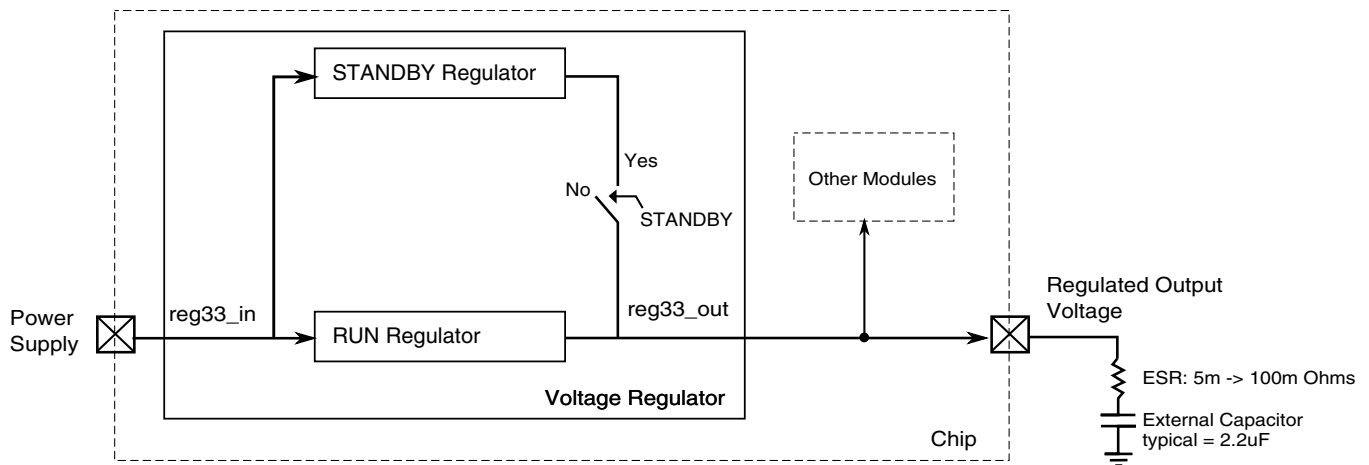 STANDBY Regulator
Yes
No
STANDBY
Other Modules
Power
Supply
reg33_in
RUN Regulator
reg33_out
Regulated Output
Voltage
Voltage Regulator
ESR: 5m -> 100m Ohms
External Capacitor
typical = 2.2uF
Chip